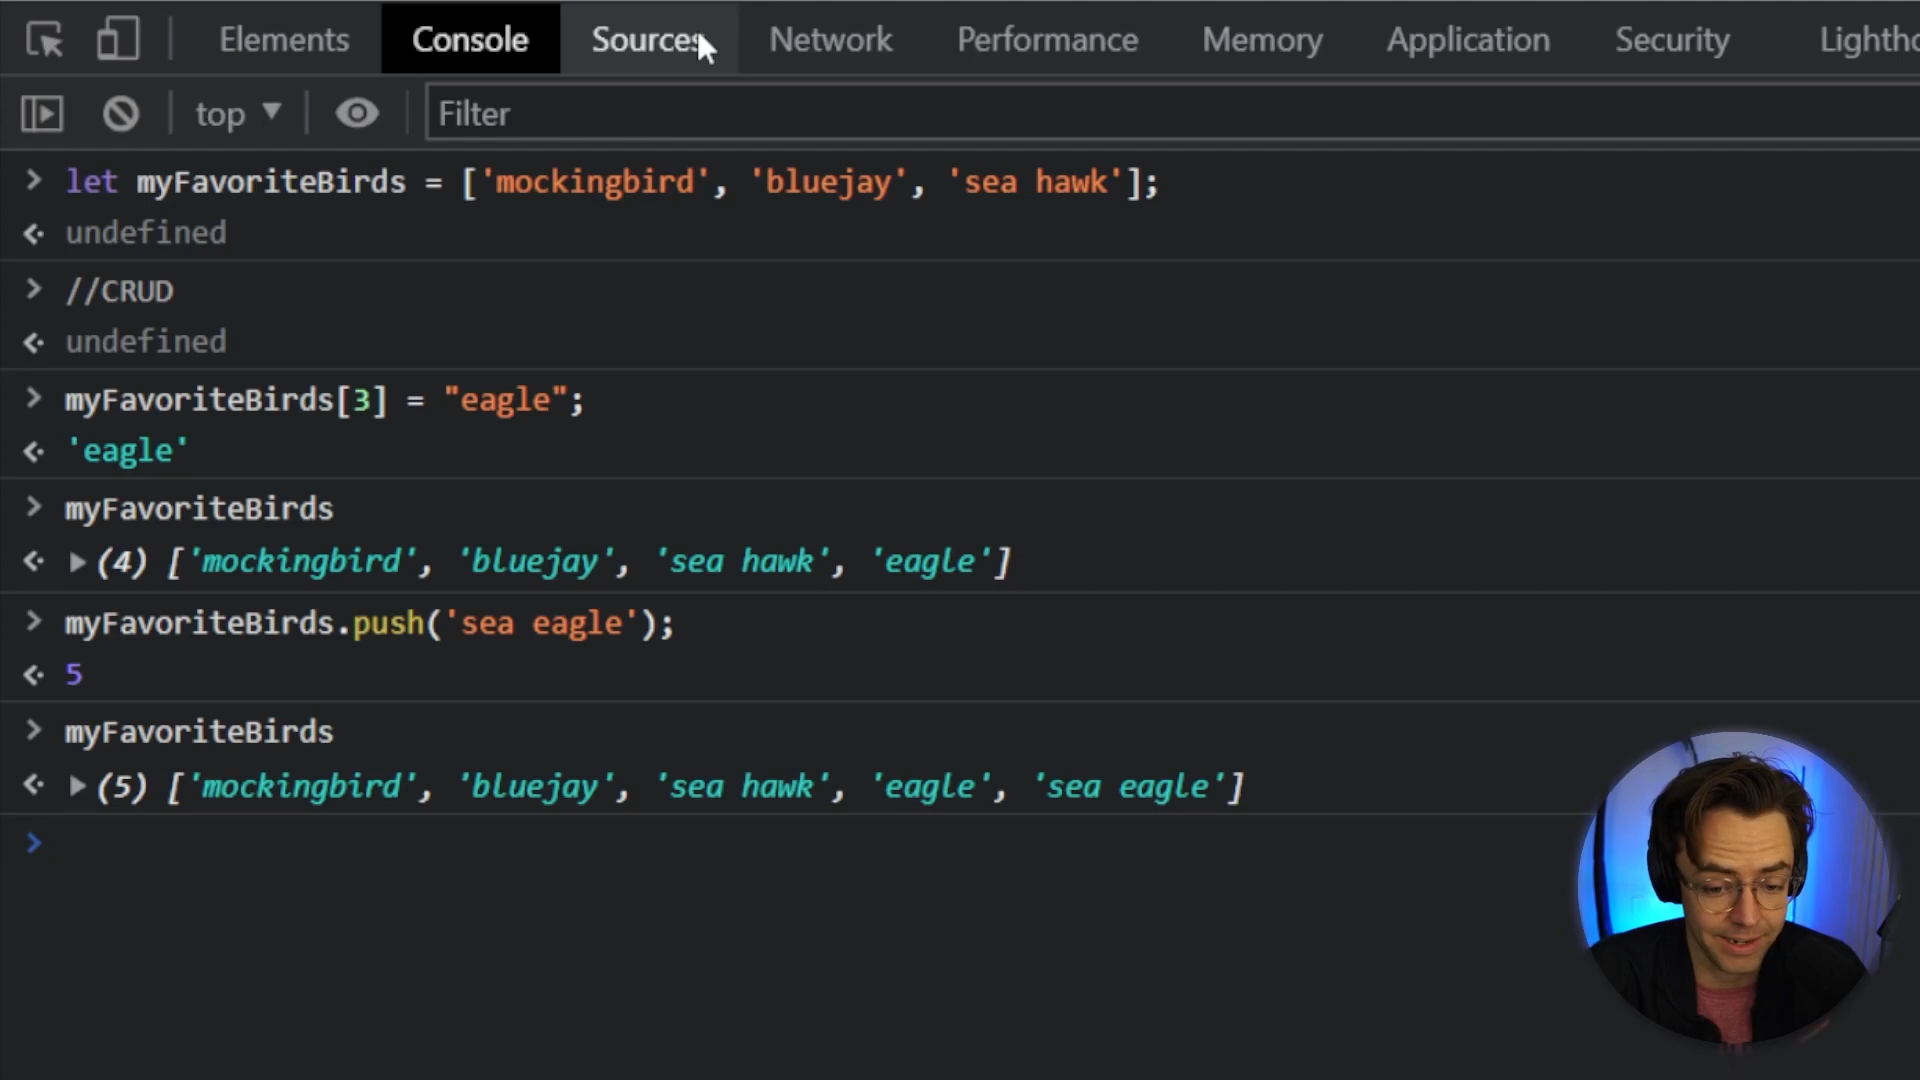 Elements Console Sources Network Performance Memory Application Security
top Filter
> let myFavoriteBirds = ['mockingbird', 'bluejay', 'sea hawk'];
undefined
> //CRUD
undefined
> myFavoriteBirds[3] = "eagle";
'eagle'
> myFavoriteBirds
(4) ['mockingbird', 'bluejay', 'sea hawk', 'eagle']
> myFavoriteBirds.push('sea eagle');
5
> myFavoriteBirds
(5) ['mockingbird', 'bluejay', 'sea hawk', 'eagle', 'sea eagle']
>